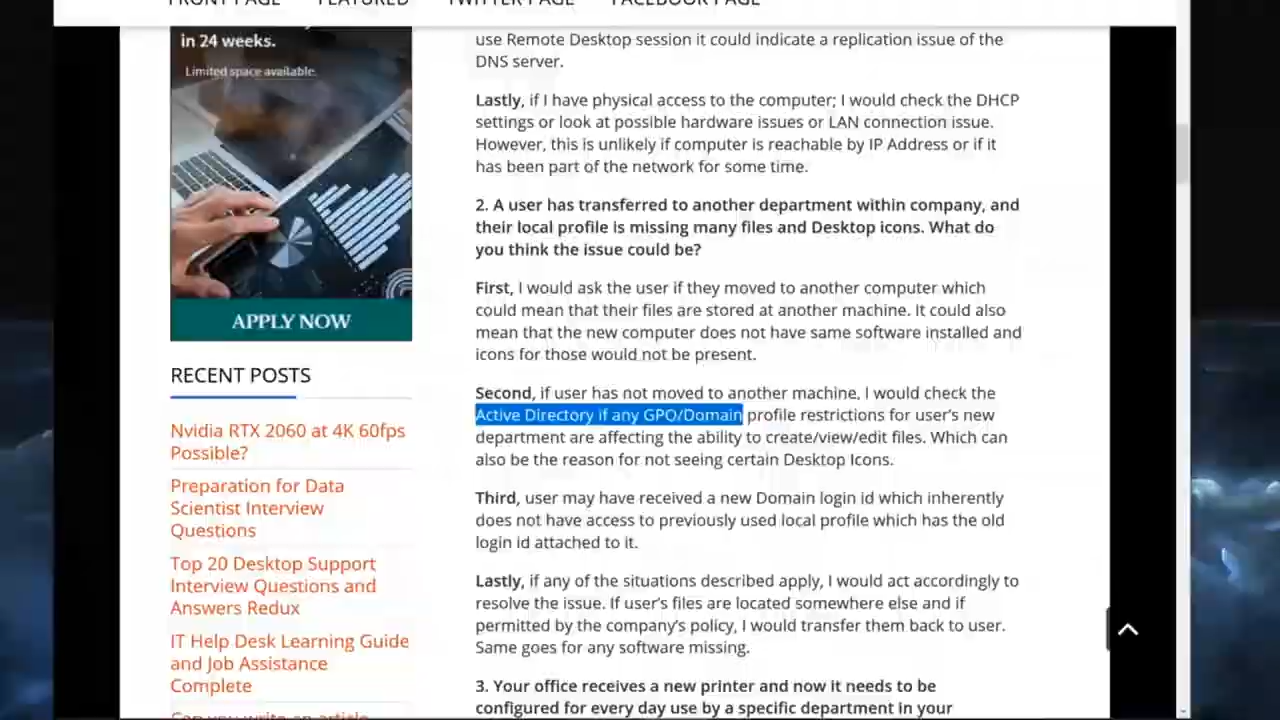 FRONT PAGE FEATURED TWITTER PAGE FACEBOOK PAGE
in 24 weeks.
Limited space available.
APPLY NOW
RECENT POSTS
Nvidia RTX 2060 at 4K 60fps
Possible?
Preparation for Data
Scientist Interview
Questions
Top 20 Desktop Support
Interview Questions and
Answers Redux
IT Help Desk Learning Guide
and Job Assistance
Complete
Can you write an article
use Remote Desktop session it could indicate a replication issue of the
DNS server.
Lastly, if I have physical access to the computer; I would check the DHCP
settings or look at possible hardware issues or LAN connection issue.
However, this is unlikely if computer is reachable by IP Address or if it
has been part of the network for some time.
2. A user has transferred to another department within company, and
their local profile is missing many files and Desktop icons. What do
you think the issue could be?
First, I would ask the user if they moved to another computer which
could mean that their files are stored at another machine. It could also
mean that the new computer does not have same software installed and
icons for those would not be present.
Second, if user has not moved to another machine, I would check the
Active Directory if any GPO/Domain profile restrictions for user's new
department are affecting the ability to create/view/edit files. Which can
also be the reason for not seeing certain Desktop Icons.
Third, user may have received a new Domain login id which inherently
does not have access to previously used local profile which has the old
login id attached to it.
Lastly, if any of the situations described apply, I would act accordingly to
resolve the issue. If user's files are located somewhere else and if
permitted by the company's policy, I would transfer them back to user.
Same goes for any software missing.
3. Your office receives a new printer and now it needs to be
configured for every day use by a specific department in your